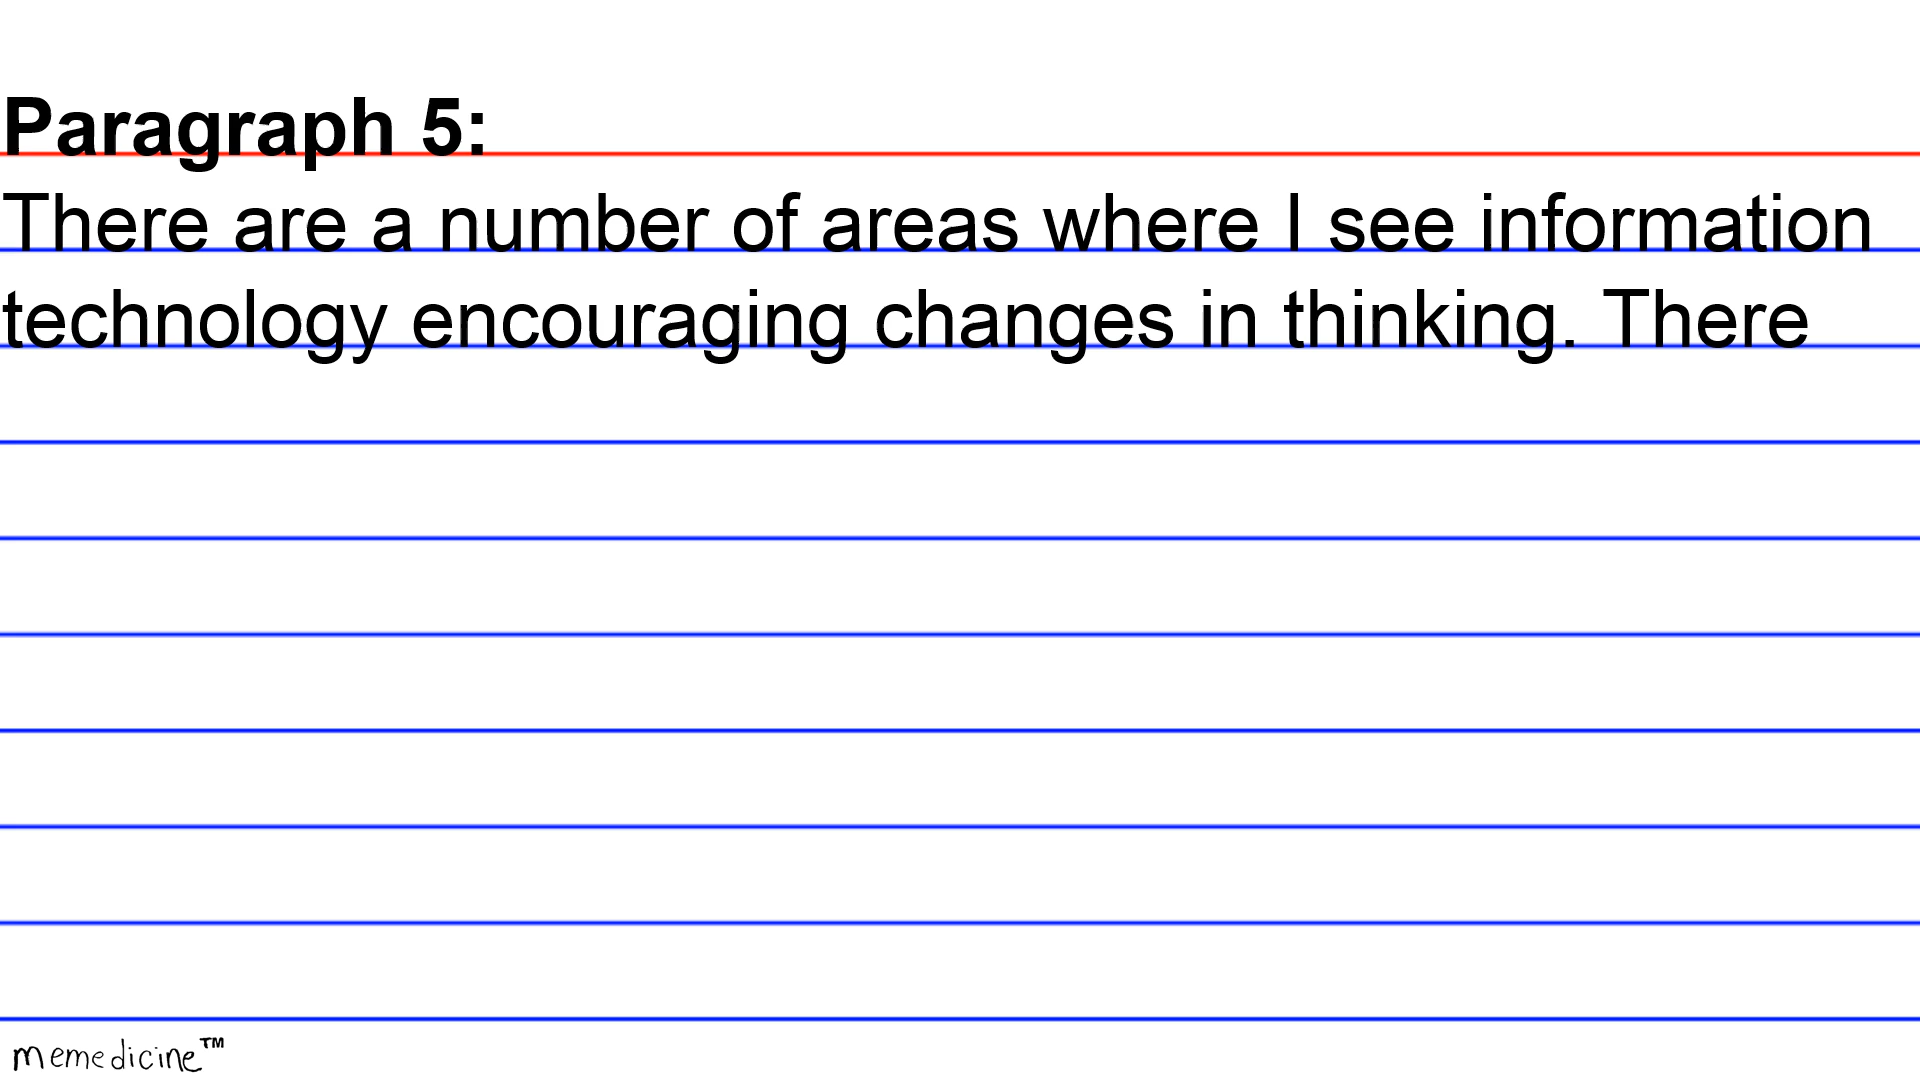 Paragraph 5:
There are a number of areas where I see information
technology encouraging changes in thinking. There
memedicine™